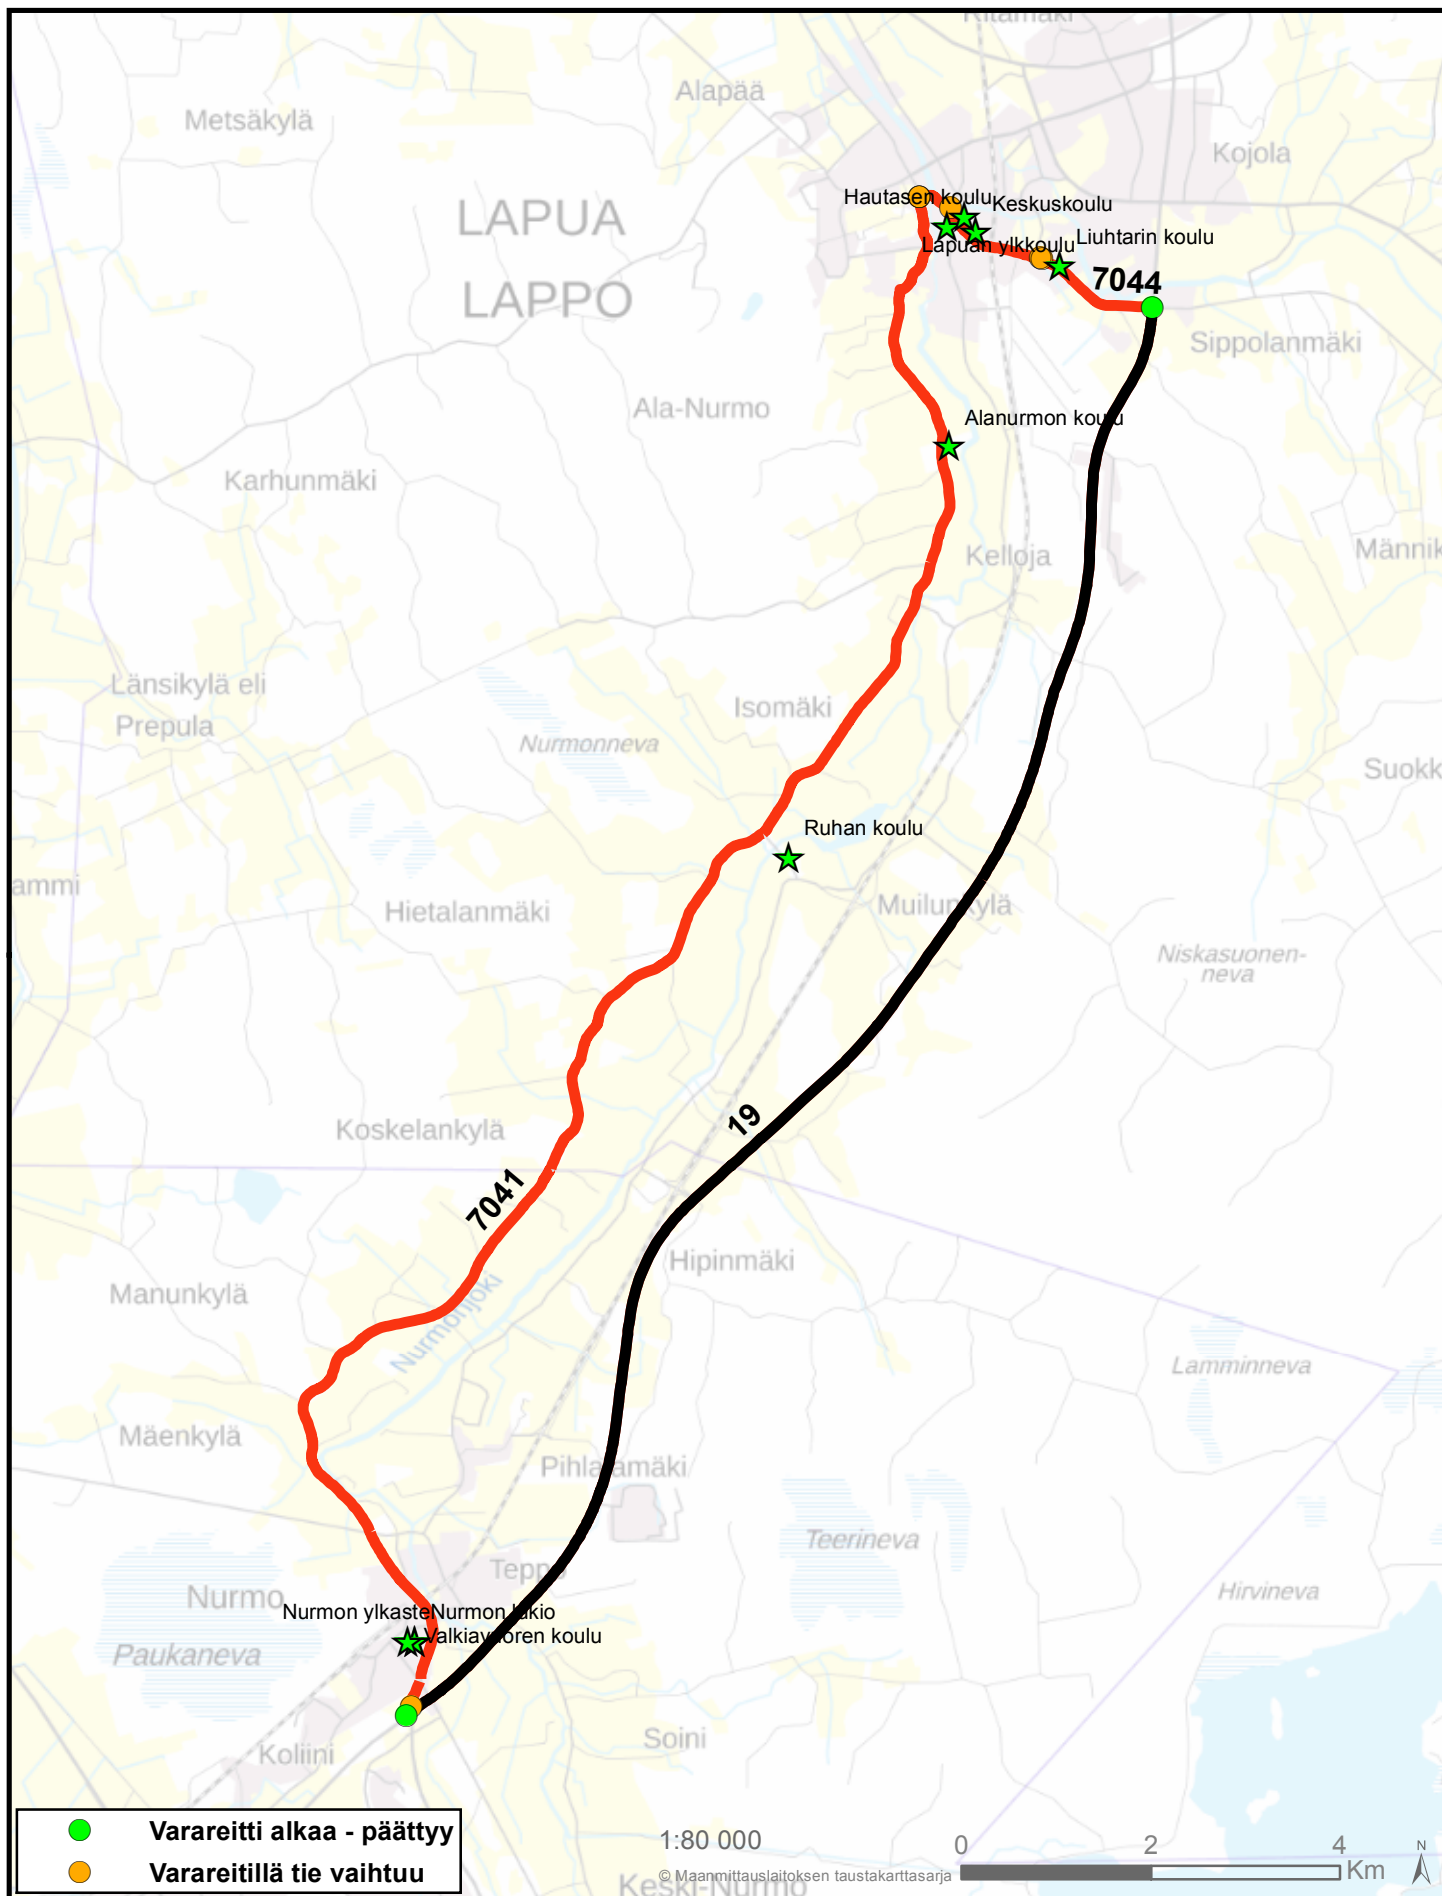 Ritamäki
Alapää
Metsäkylä
Kojola
LAPUA
LAPPO
Hautasen koulu
Keskuskoulu
Lapuan ylkkoulu
Liuhtarin koulu
7044
Sippolanmäki
Ala-Nurmo
Alanurmon koulu
Karhunmäki
Kelloja
Männik
Länsikylä eli
Prepula
Isomäki
Nurmonneva
Suokk
Ruhan koulu
ammi
Hietalanmäki
Muilunkylä
Niskasuonen-
neva
19
Koskelankylä
7041
Hipinmäki
Manunkylä
Nurmonjoki
Lamminneva
Mäenkylä
Pihlajamäki
Teerineva
Teppo
Nurmo
Hirvineva
Nurmon ylkaste
Nurmon lukio
Valkiavuoren koulu
Paukaneva
Soini
Koliini
Varareitti alkaa - päättyy
Varareitillä tie vaihtuu
1:80 000
0 2 4
Km
N
© Maanmittauslaitoksen taustakarttasarja
Keski-Nurmo